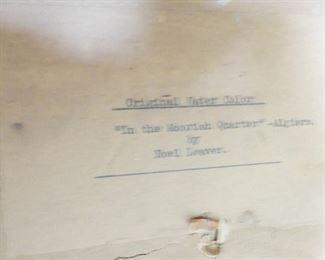 Original Water Color
"In the Moorish Quarter" -Algiers.
by
Noel Leaver.